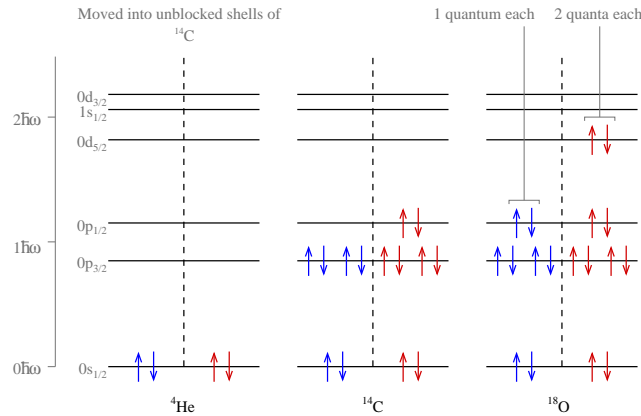 Moved into unblocked shells of
¹⁴C
1 quantum each
2 quanta each
0d₃/₂
1s₁/₂
2ħω
0d₅/₂
0p₁/₂
1ħω
0p₃/₂
0ħω
0s₁/₂
⁴He
¹⁴C
¹⁸O